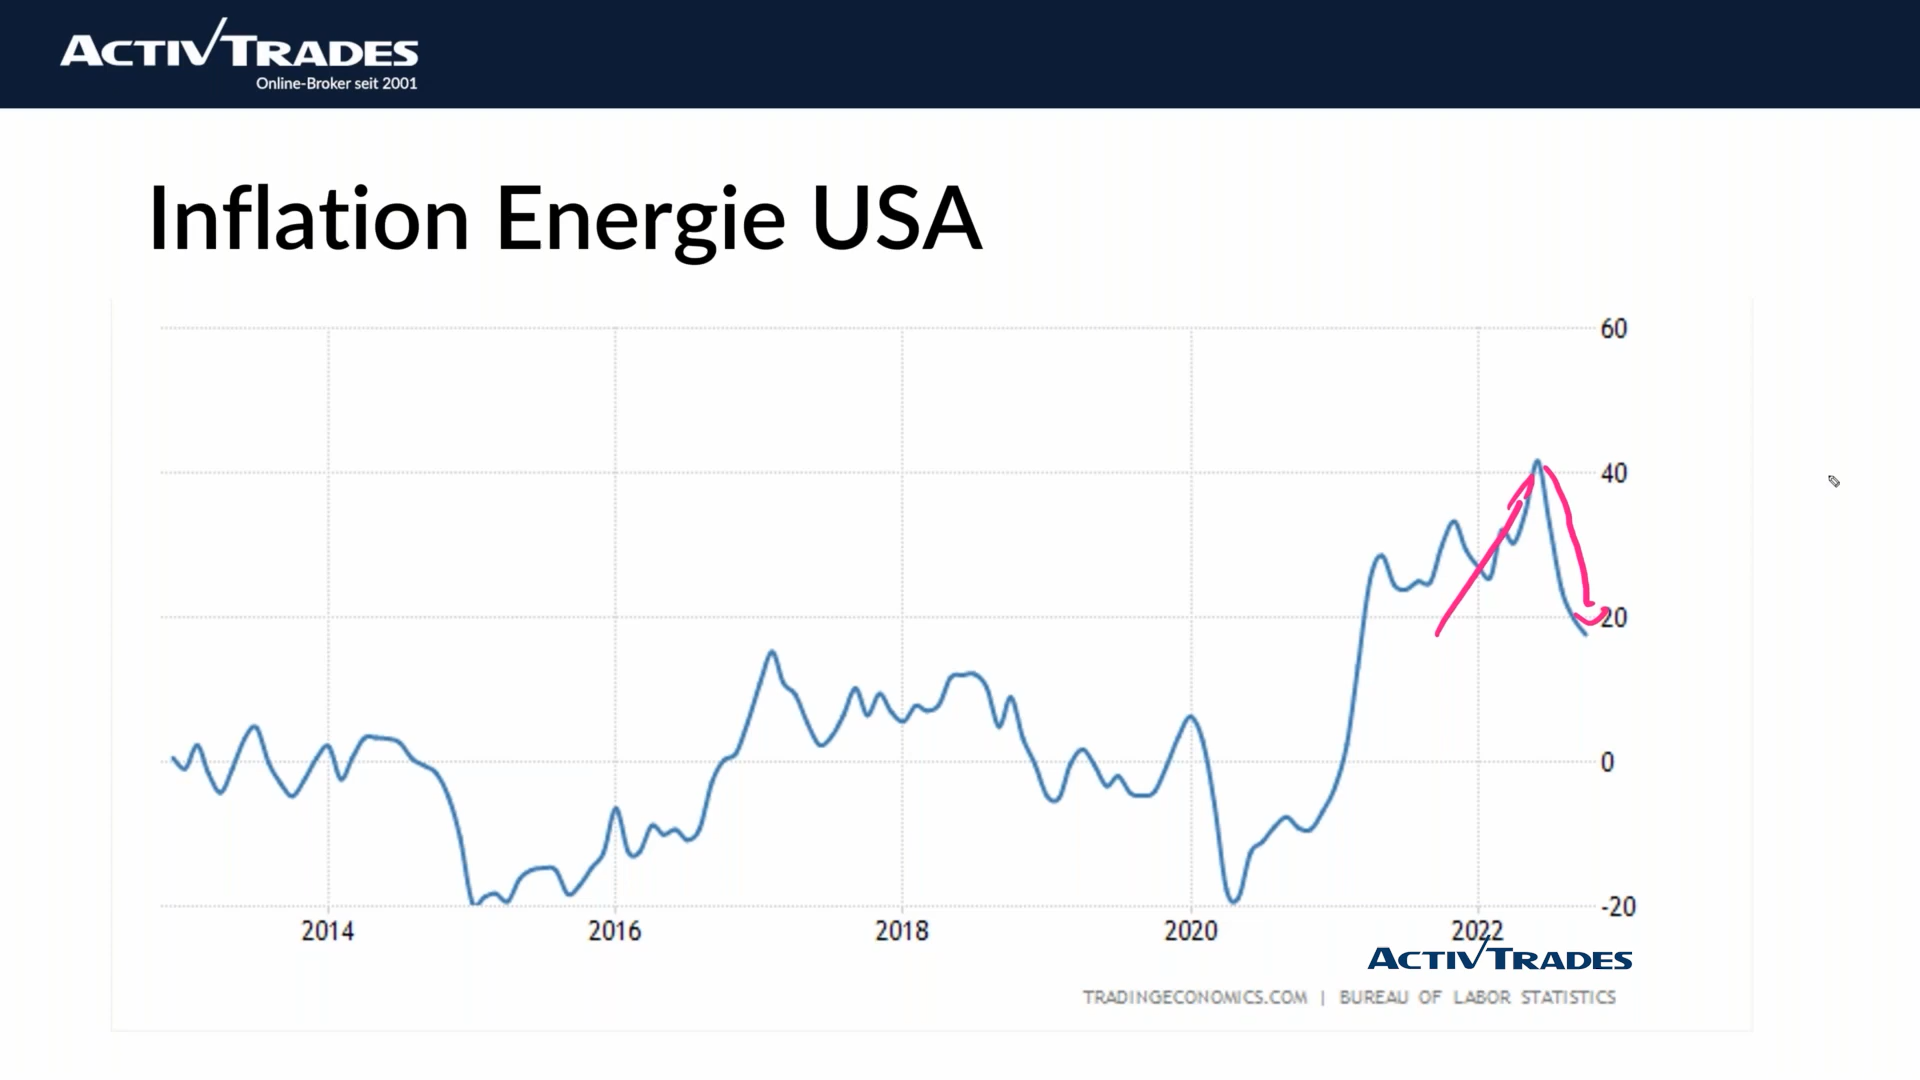 ACTIVTRADES
Online-Broker seit 2001
Inflation Energie USA
60
40
20
0
-20
2014 2016 2018 2020 2022
ACTIVTRADES
TRADINGECONOMICS.COM | BUREAU OF LABOR STATISTICS